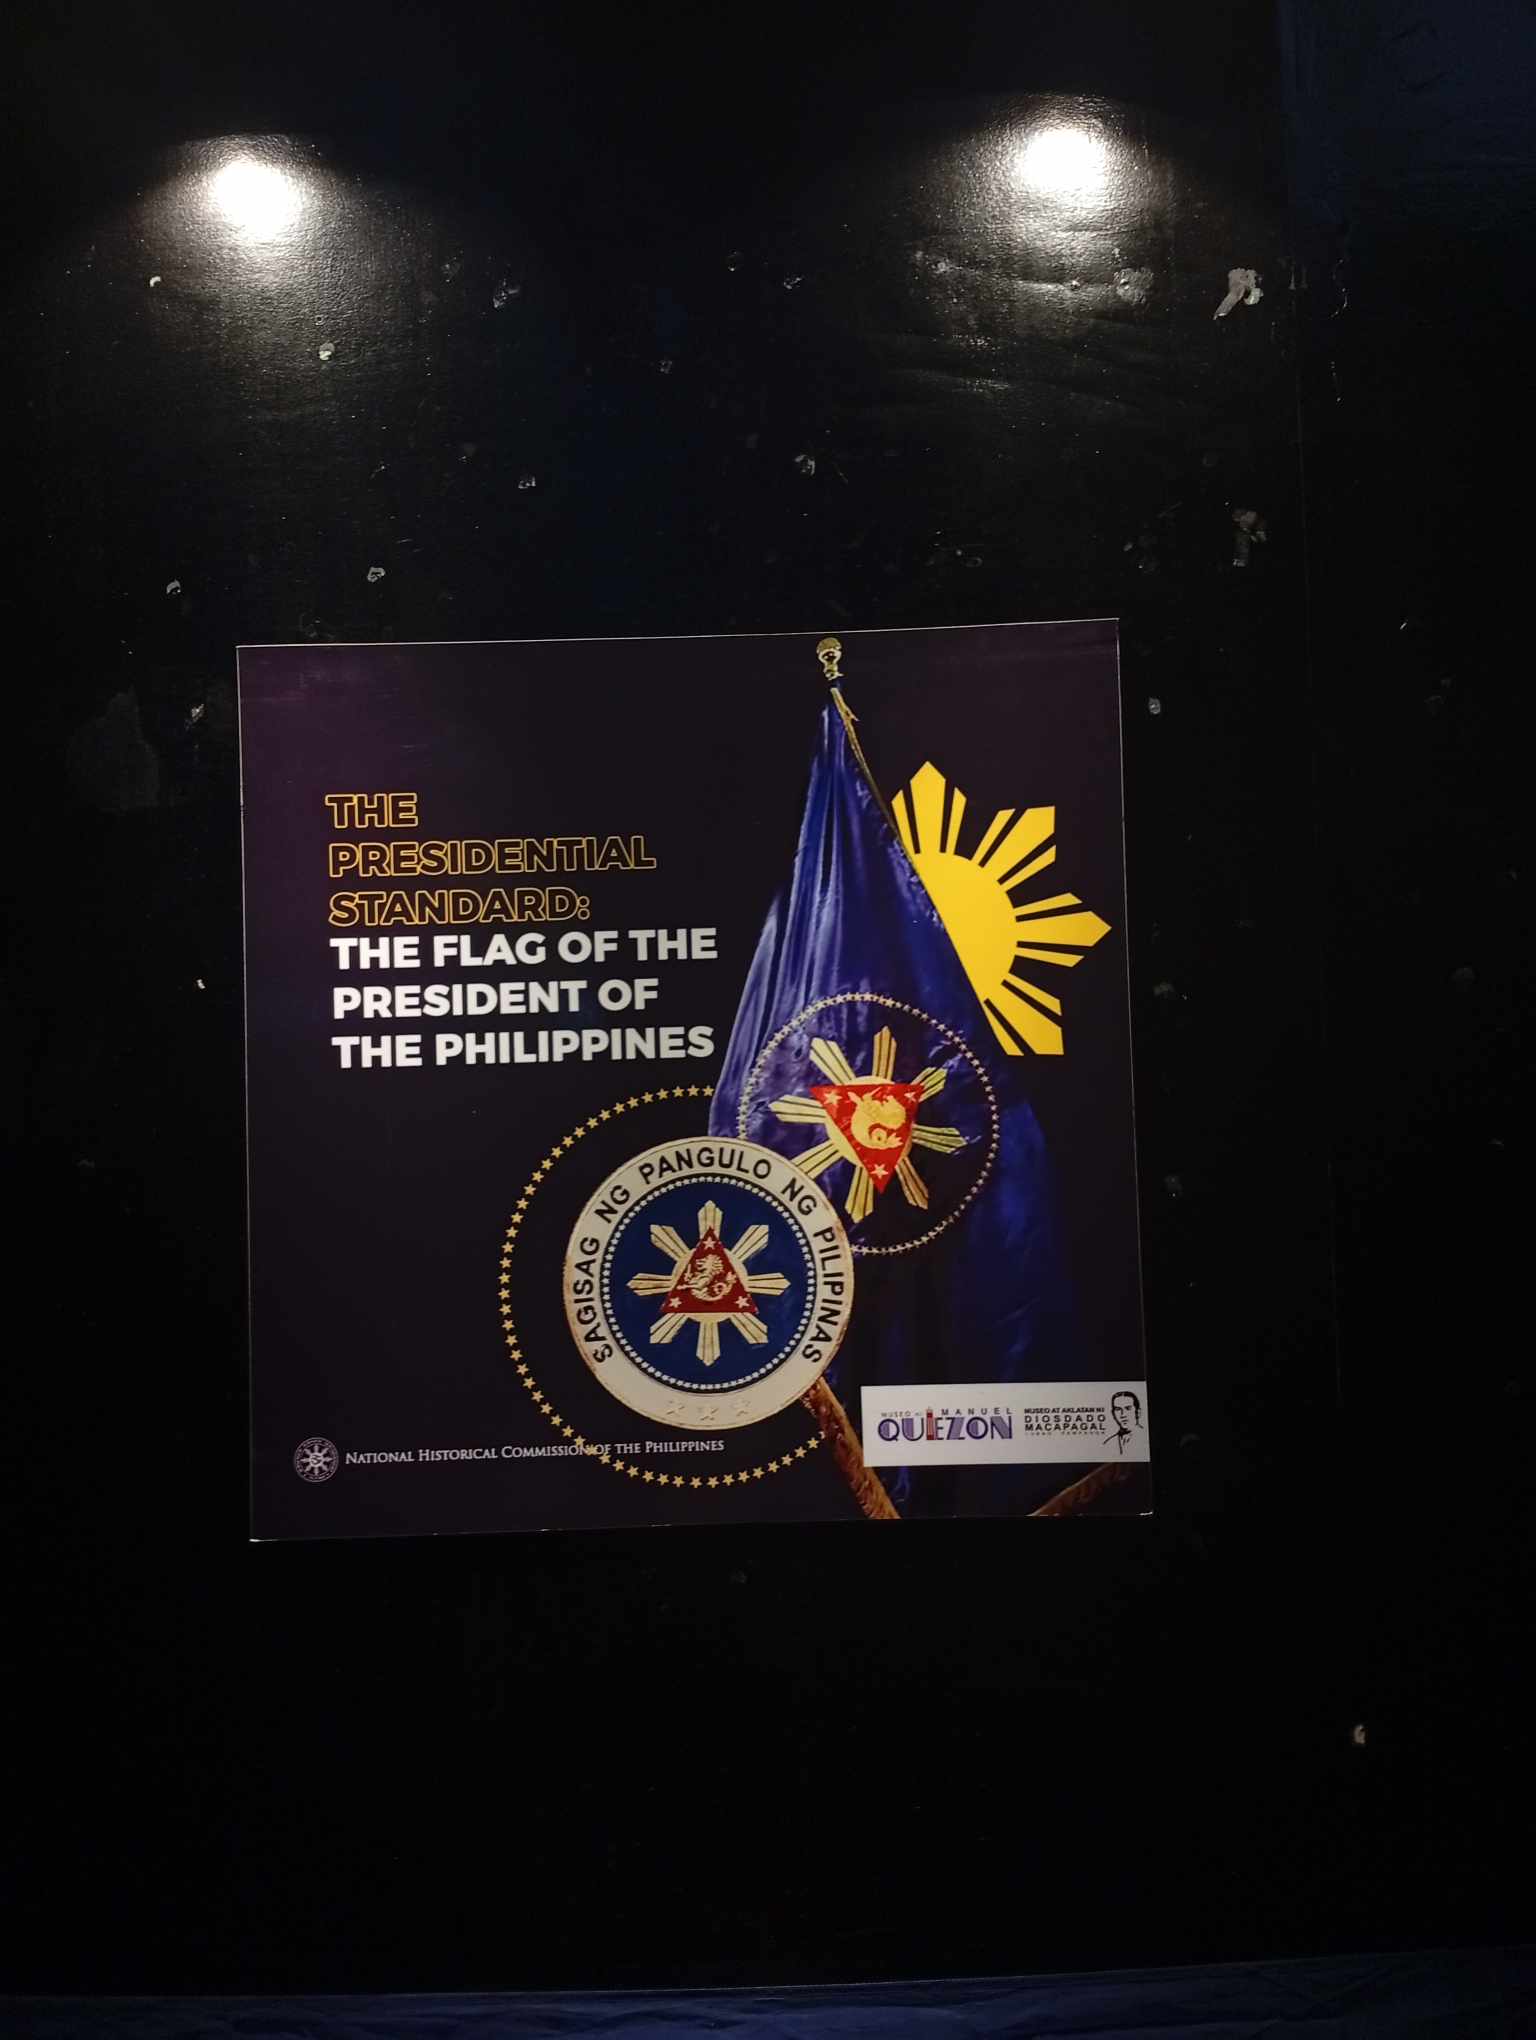 THE
PRESIDENTIAL
STANDARD:
THE FLAG OF THE
PRESIDENT OF
THE PHILIPPINES
SAGISAG NG PANGULO NG PILIPINAS
NATIONAL HISTORICAL COMMISSION OF THE PHILIPPINES
MUSEO NI MANUEL
QUEZON
MUSEO AT AKLATAN NI
DIOSDADO
MACAPAGAL